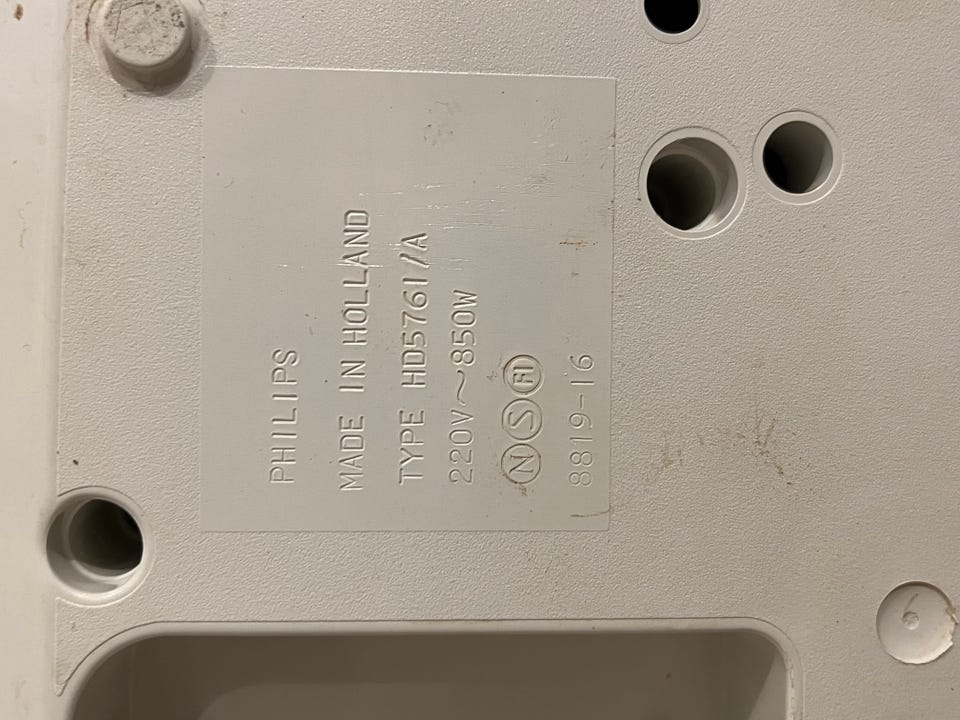 PHILIPS
MADE IN HOLLAND
TYPE HD5761/A
220V~850W
N S FI
8819-16